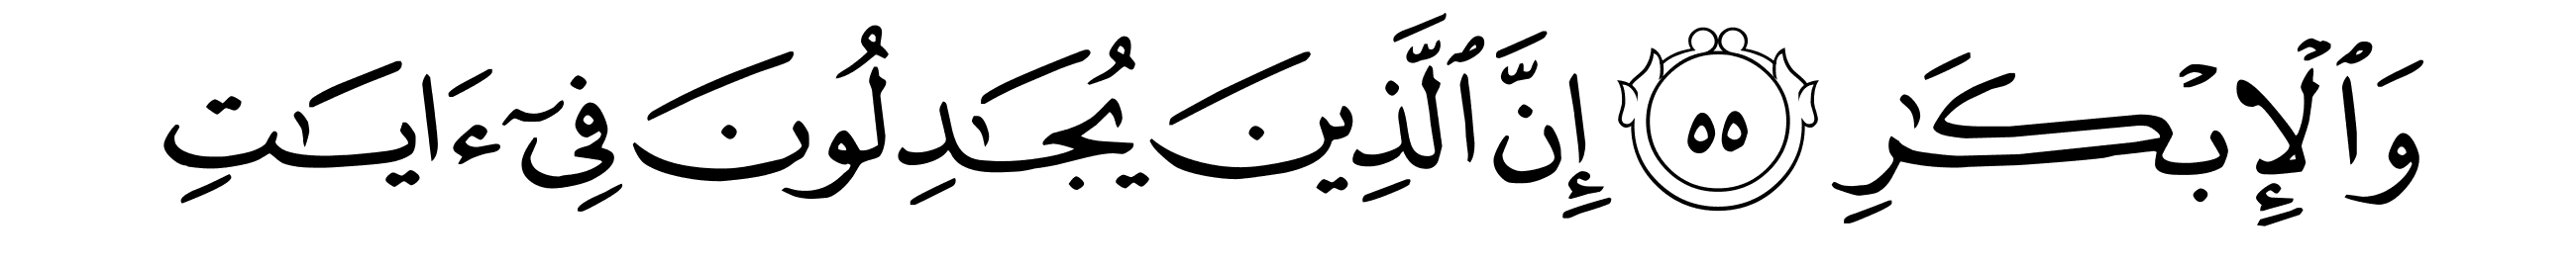 وَٱلْإِبْكَـٰرِ ٥٥ إِنَّ ٱلَّذِينَ يُجَـٰدِلُونَ فِىٓ ءَايَـٰتِ